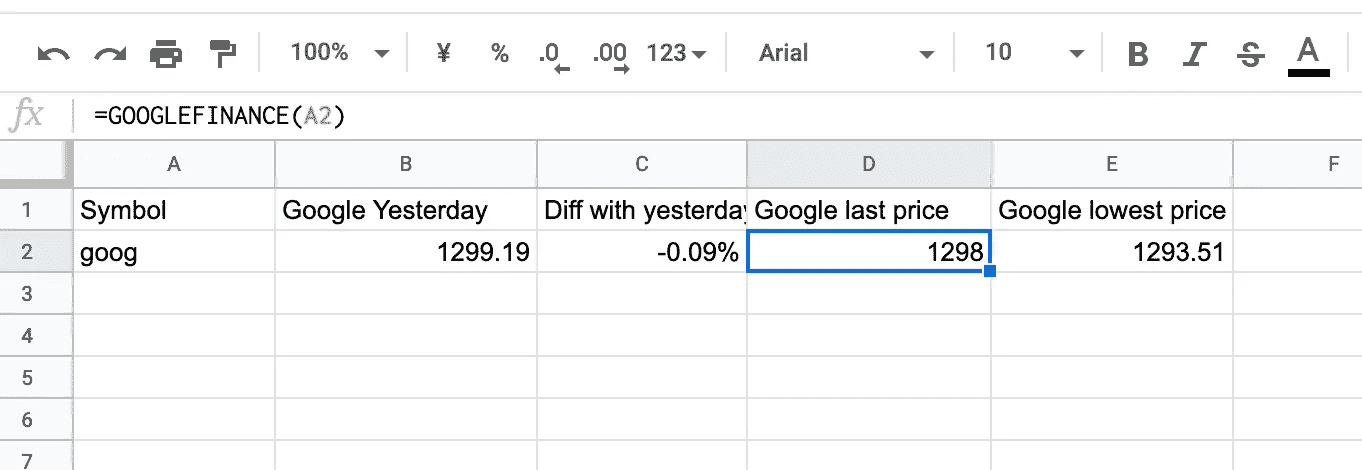 100% ¥ % .0 .00 123 Arial 10 B I S A
fx =GOOGLEFINANCE(A2)
A B C D E F
1 Symbol Google Yesterday Diff with yesterday Google last price Google lowest price
2 goog 1299.19 -0.09% 1298 1293.51
3
4
5
6
7